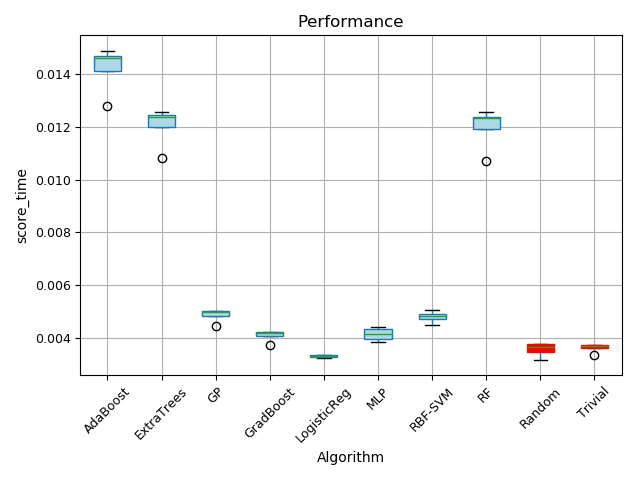 Performance
score_time
0.014
0.012
0.010
0.008
0.006
0.004
AdaBoost
ExtraTrees
GP
GradBoost
LogisticReg
MLP
RBF-SVM
RF
Random
Trivial
Algorithm